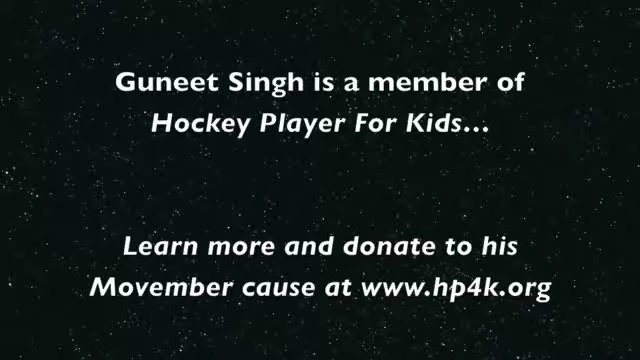 Guneet Singh is a member of
Hockey Player For Kids...
Learn more and donate to his
Movember cause at www.hp4k.org